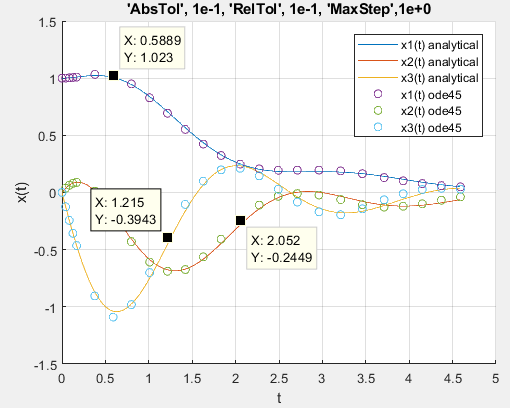 'AbsTol', 1e-1, 'RelTol', 1e-1, 'MaxStep',1e+0
x1(t) analytical
x2(t) analytical
x3(t) analytical
x1(t) ode45
x2(t) ode45
x3(t) ode45
X: 0.5889
Y: 1.023
X: 1.215
Y: -0.3943
X: 2.052
Y: -0.2449
x(t)
1.5
1
0.5
0
-0.5
-1
-1.5
0
0.5
1
1.5
2
2.5
3
3.5
4
4.5
5
t